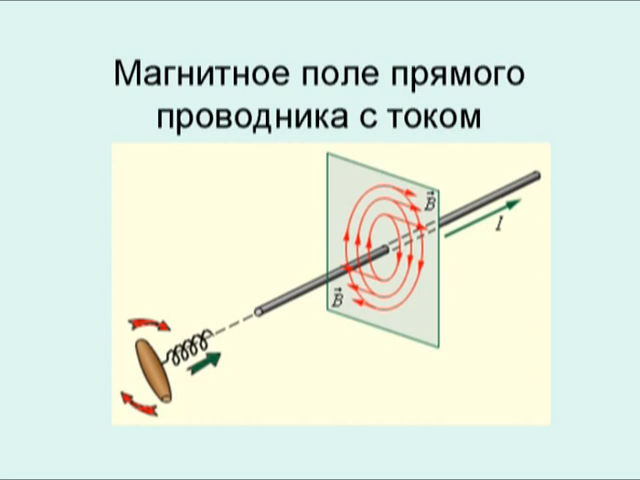 Магнитное поле прямого
проводника с током
B
I
B